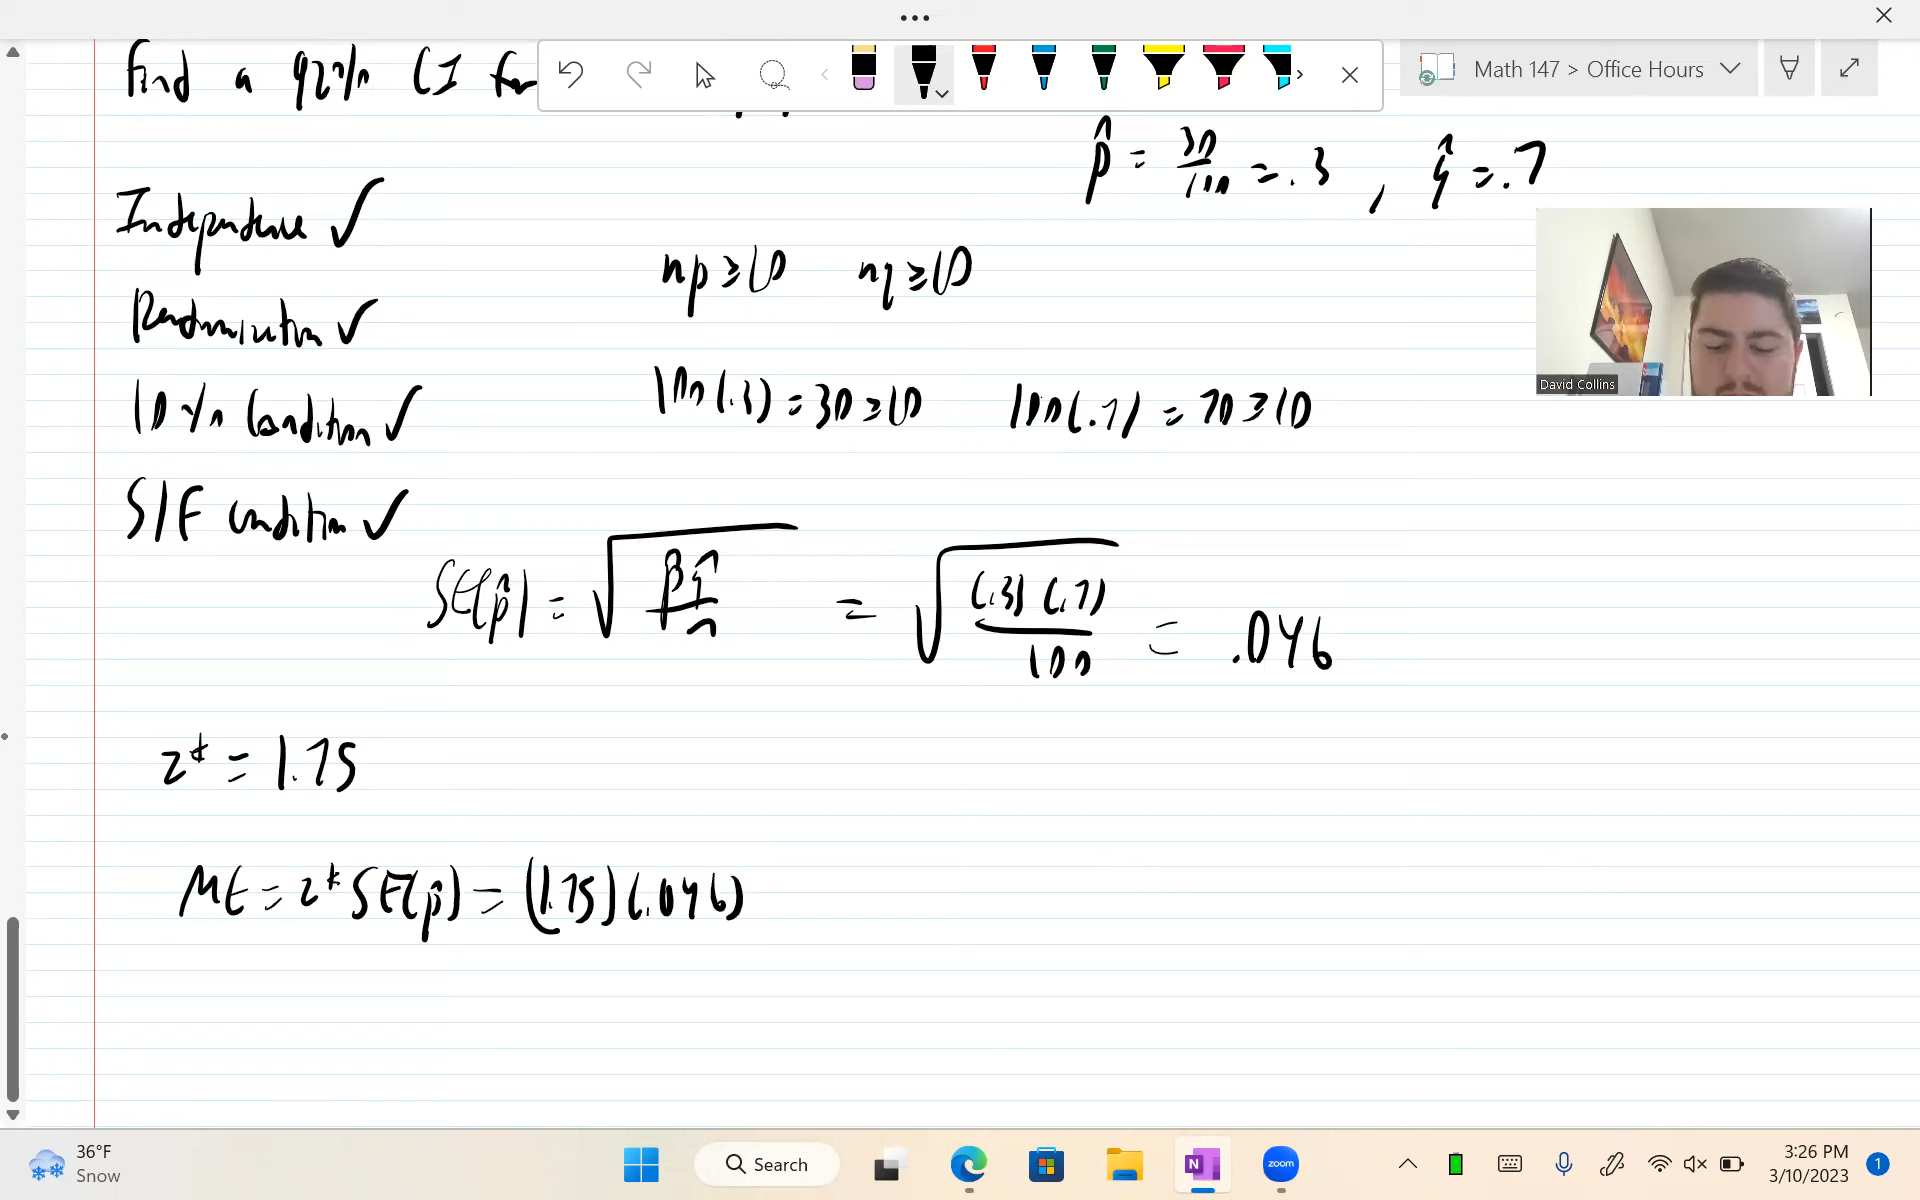 Math 147 > Office Hours
find a 92% CI for
p̂ = 30/100 = .3 , q̂ = .7
Independence ✓
np ≥ 10 nq ≥ 10
Randomization ✓
David Collins
10% Condition ✓
100(.3) = 30 ≥ 10 100(.7) = 70 ≥ 10
S/F condition ✓
SE(p̂) = √(p̂q̂/n) = √((.3)(.7)/100) = .046
z* = 1.75
ME = z* SE(p̂) = (1.75)(.046)
36°F
Snow
Search
zoom
3:26 PM
3/10/2023
1